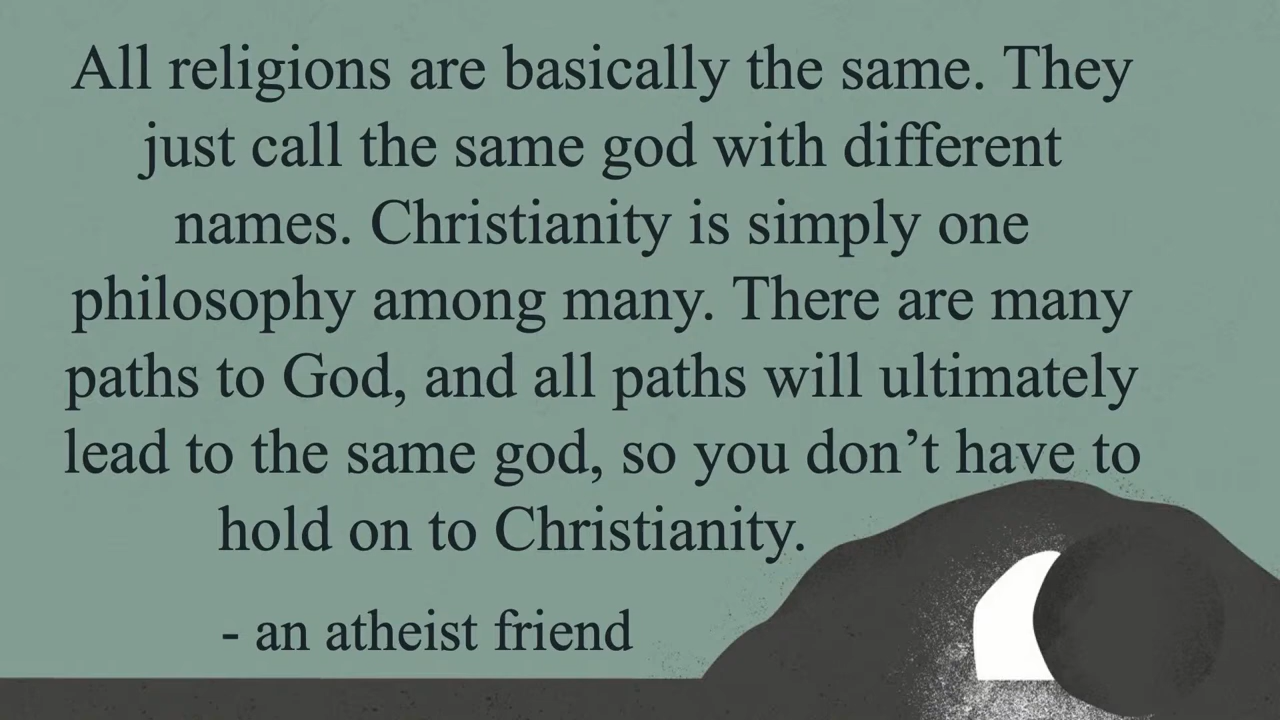 All religions are basically the same. They
just call the same god with different
names. Christianity is simply one
philosophy among many. There are many
paths to God, and all paths will ultimately
lead to the same god, so you don’t have to
hold on to Christianity.
- an atheist friend